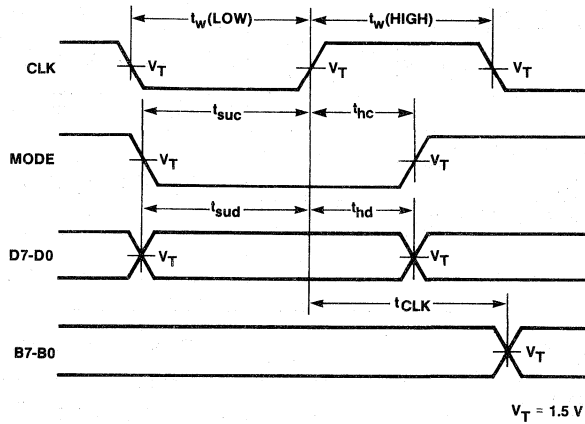 tw(LOW) tw(HIGH)
CLK VT VT VT
tsuc thc
MODE VT VT
tsud thd
D7-D0 VT VT
tCLK
B7-B0 VT
VT = 1.5 V